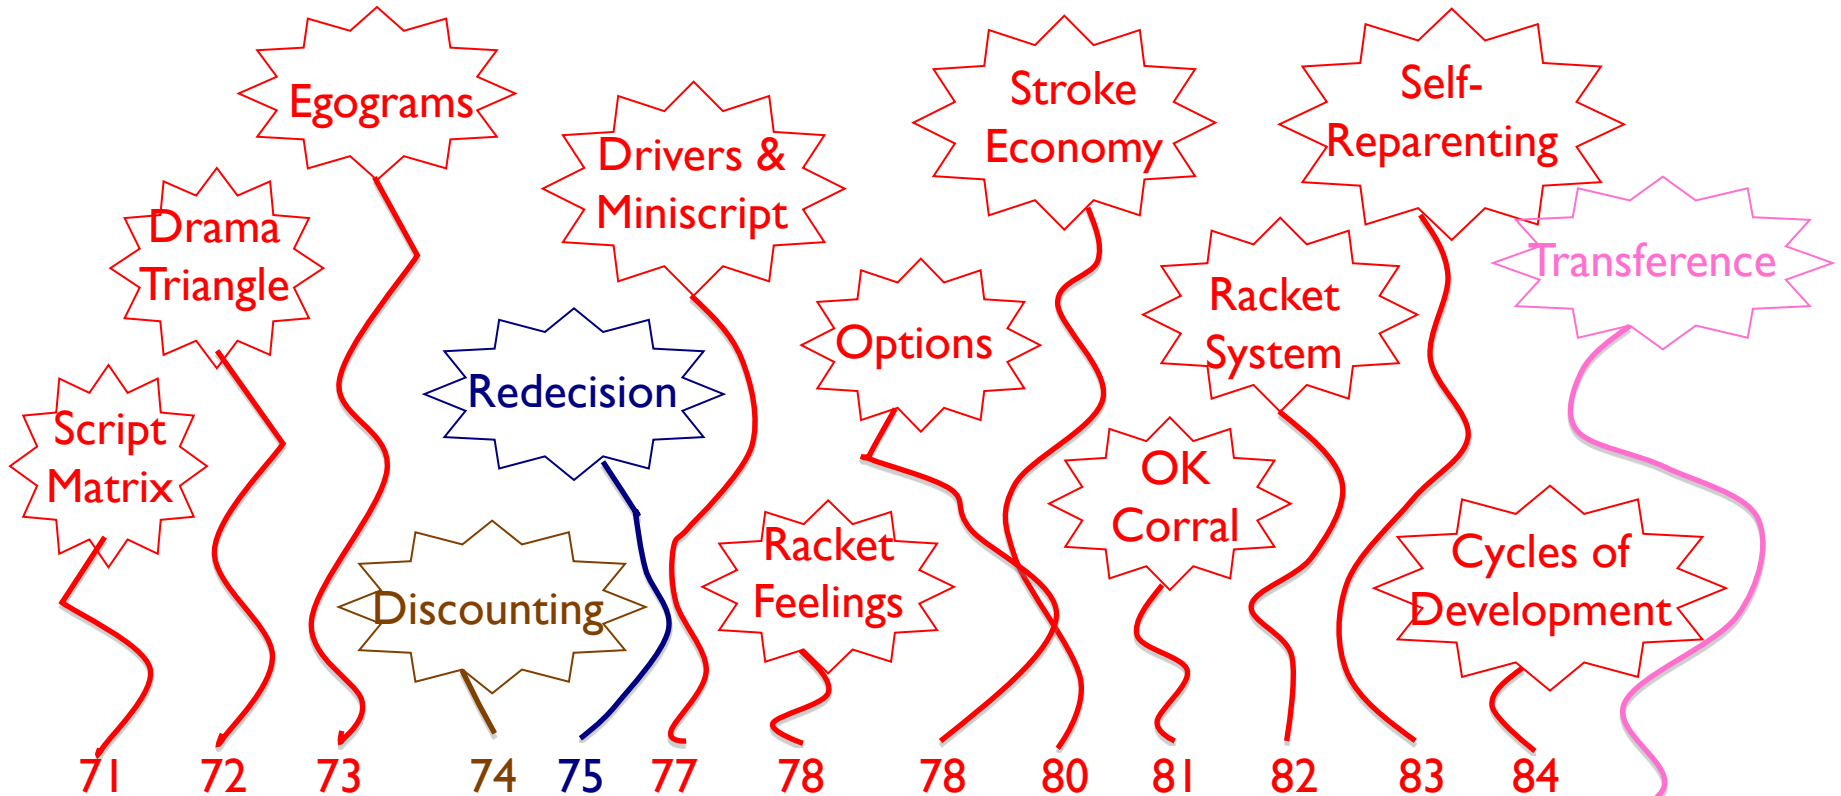 Egograms
Stroke
Economy
Self-
Reparenting
Drivers &
Miniscript
Drama
Triangle
Transference
Racket
System
Options
Redecision
Script
Matrix
OK
Corral
Racket
Feelings
Cycles of
Development
Discounting
71 72 73 74 75 77 78 78 80 81 82 83 84